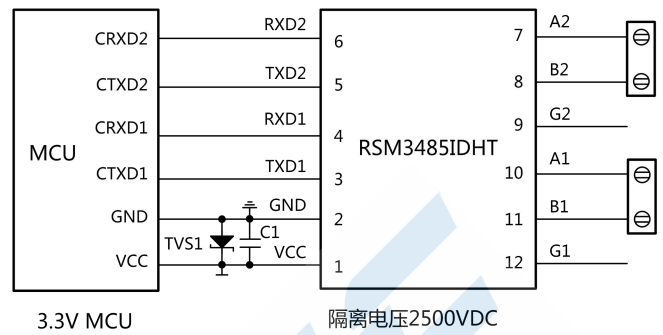 RXD2
A2
CRXD2
6
7
TXD2
B2
CTXD2
5
8
RXD1
G2
CRXD1
4
9
MCU
RSM3485IDHT
TXD1
A1
CTXD1
3
10
GND
B1
GND
2
11
TVS1
C1
VCC
G1
VCC
1
12
3.3V MCU
隔离电压2500VDC